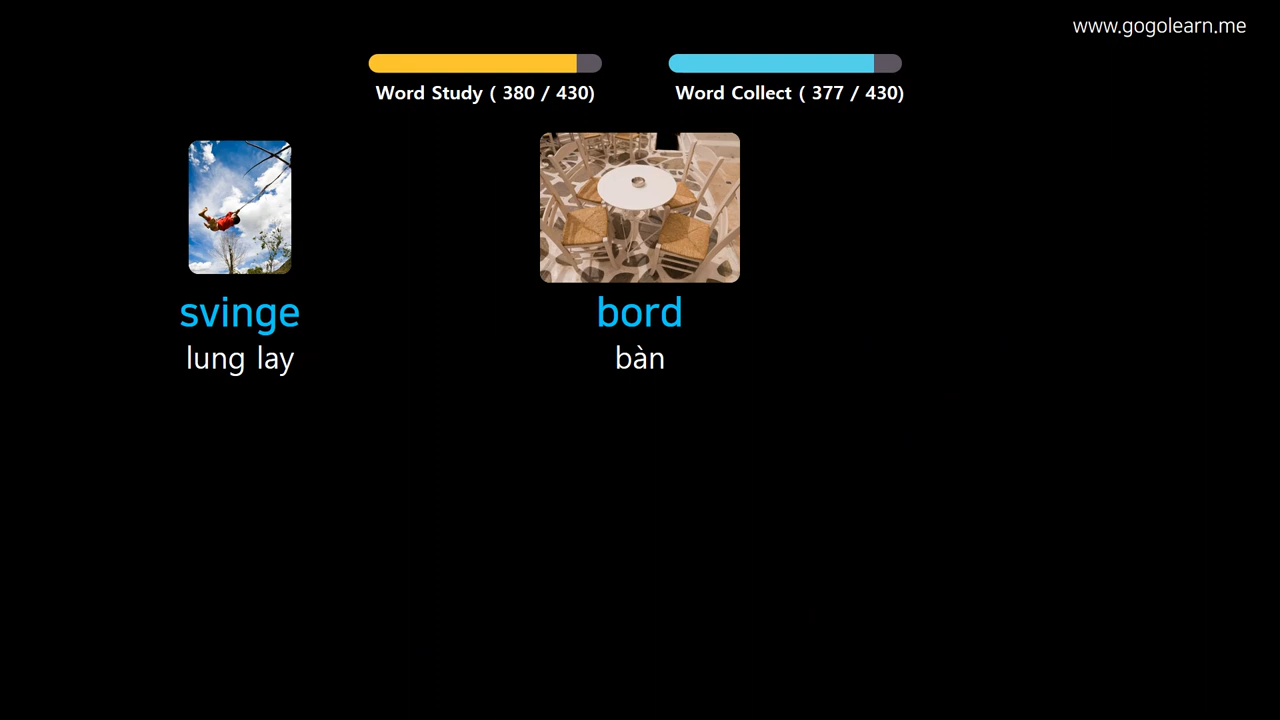 www.gogolearn.me
Word Study ( 380 / 430)
Word Collect ( 377 / 430)
svinge
lung lay
bord
bàn